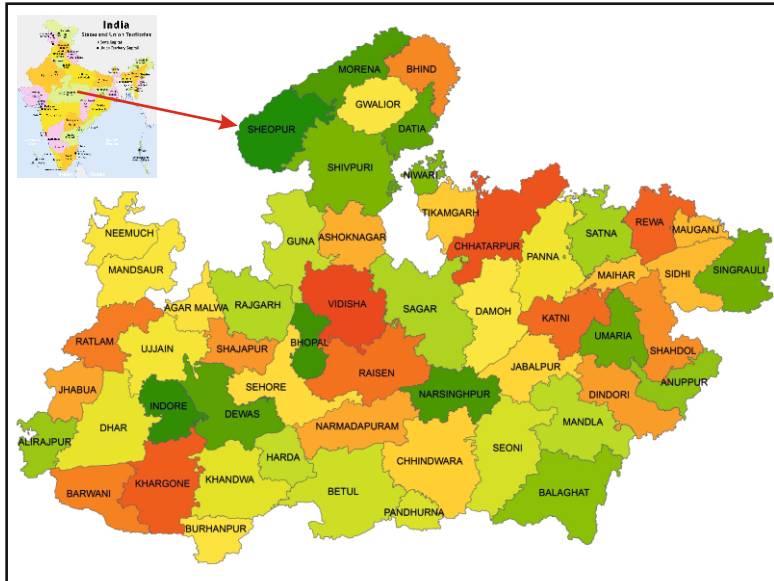 India
States and Union Territories
MORENA
BHIND
GWALIOR
SHEOPUR
DATIA
SHIVPURI
NIWARI
TIKAMGARH
REWA
NEEMUCH
GUNA
ASHOKNAGAR
CHHATARPUR
SATNA
MAUGANJ
PANNA
MANDSAUR
MAIHAR
SIDHI
SINGRAULI
AGAR MALWA
RAJGARH
VIDISHA
SAGAR
DAMOH
KATNI
RATLAM
UJJAIN
SHAJAPUR
BHOPAL
UMARIA
SHAHDOL
JHABUA
SEHORE
RAISEN
JABALPUR
ANUPPUR
INDORE
DEWAS
NARSINGHPUR
DINDORI
ALIRAJPUR
DHAR
NARMADAPURAM
MANDLA
HARDA
CHHINDWARA
SEONI
BARWANI
KHARGONE
KHANDWA
BETUL
BALAGHAT
PANDHURNA
BURHANPUR